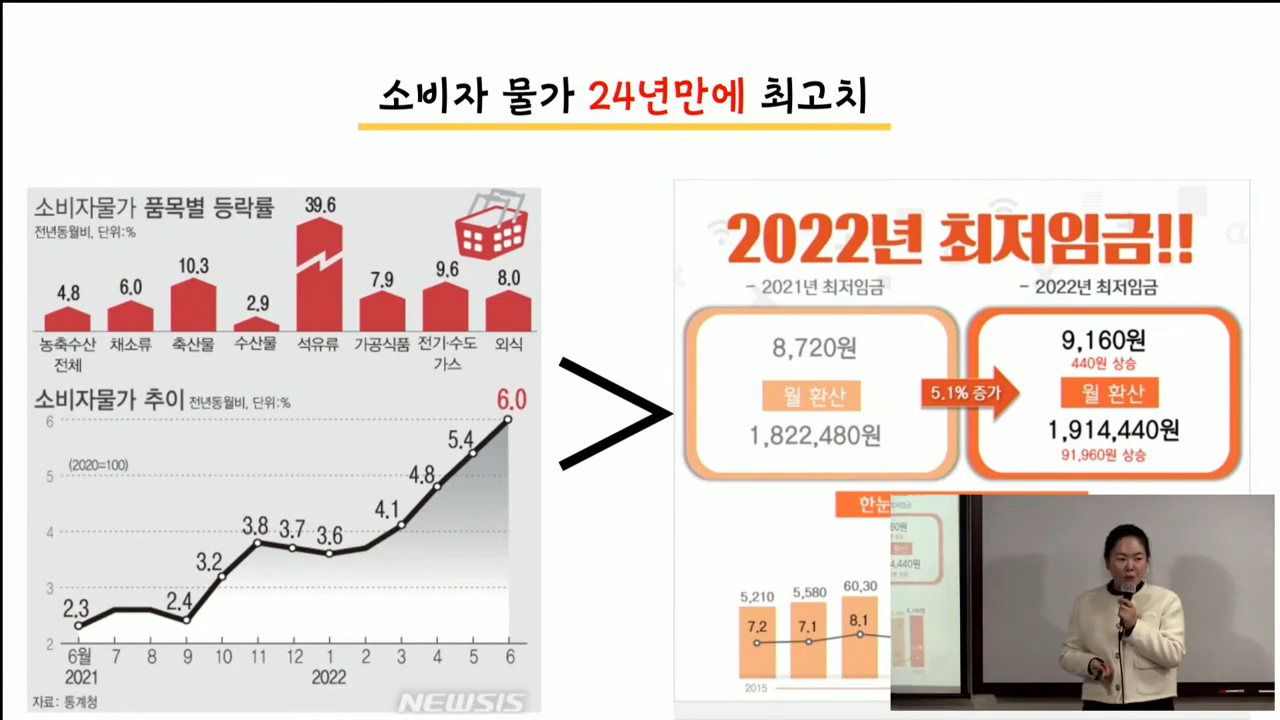 소비자 물가 24년만에 최고치
소비자물가 품목별 등락률
전년동월비, 단위:%
4.8 6.0 10.3 2.9 39.6 7.9 9.6 8.0
농축수산 전체 채소류 축산물 수산물 석유류 가공식품 전기·수도 가스 외식
소비자물가 추이 전년동월비, 단위:%
(2020=100)
6
5
4
3
2
2.3 2.4 3.2 3.8 3.7 3.6 4.1 4.8 5.4 6.0
6월 7 8 9 10 11 12 1 2 3 4 5 6
2021 2022
자료: 통계청
NEWSIS
>
2022년 최저임금!!
- 2021년 최저임금
8,720원
월 환산
1,822,480원
5.1% 증가
- 2022년 최저임금
9,160원
440원 상승
월 환산
1,914,440원
91,960원 상승
한눈
5,210 5,580 60,30
7.2 7.1 8.1
2015